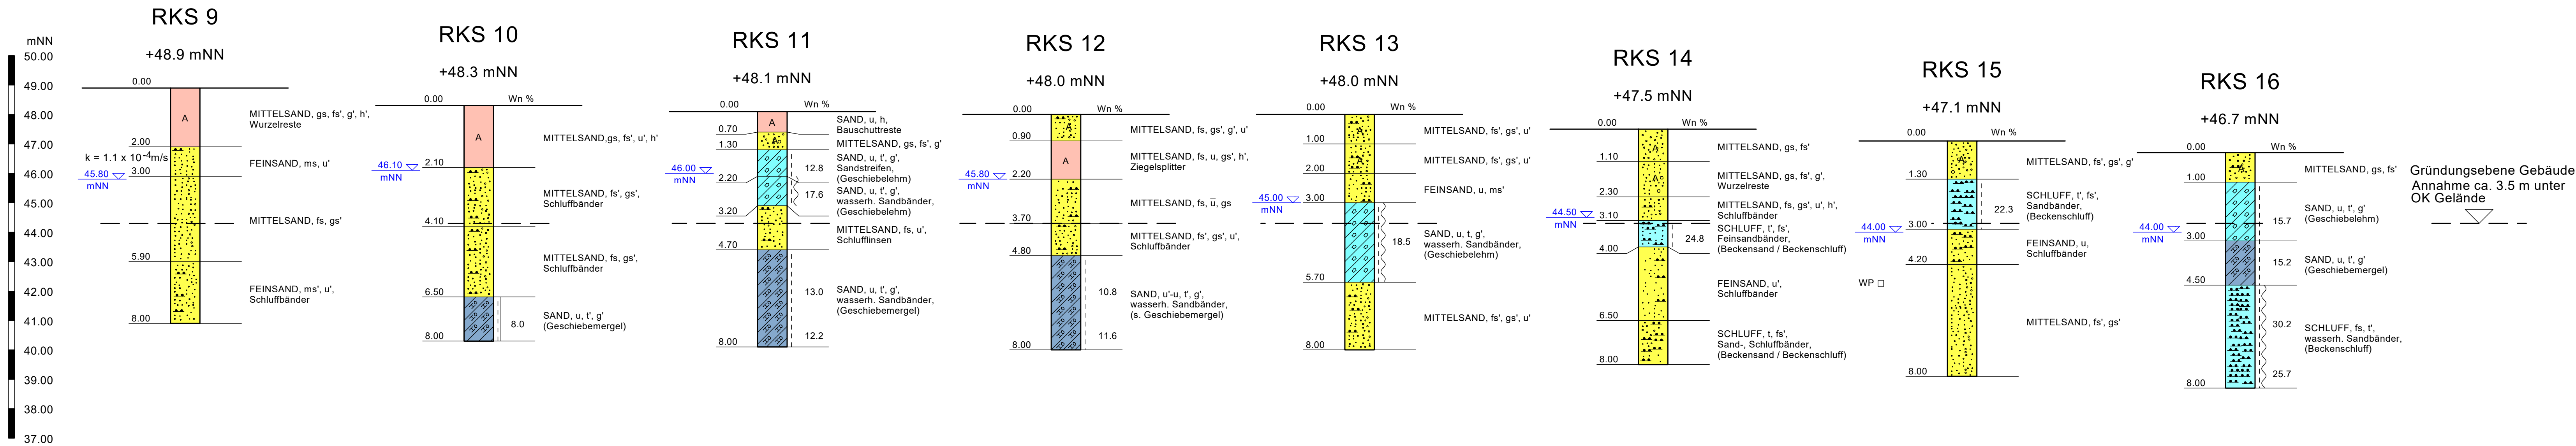 mNN
50.00
49.00
48.00
47.00
46.00
45.00
44.00
43.00
42.00
41.00
40.00
39.00
38.00
37.00
RKS 9
+48.9 mNN
0.00
A
MITTELSAND, gs, fs', g', h',
Wurzelreste
2.00
k = 1.1 x 10-4m/s
FEINSAND, ms, u'
3.00
45.80
mNN
MITTELSAND, fs, gs'
5.90
FEINSAND, ms', u',
Schluffbänder
8.00
RKS 10
+48.3 mNN
0.00
Wn %
A
MITTELSAND,gs, fs', u', h'
46.10
mNN
2.10
MITTELSAND, fs', gs',
Schluffbänder
4.10
MITTELSAND, fs, gs',
Schluffbänder
6.50
8.0
SAND, u, t', g'
(Geschiebemergel)
8.00
RKS 11
+48.1 mNN
0.00
Wn %
A
SAND, u, h,
Bauschuttreste
0.70
A
MITTELSAND, gs, fs', g'
1.30
12.8
SAND, u, t', g',
Sandstreifen,
(Geschiebelehm)
46.00
mNN
2.20
17.6
SAND, u, t', g',
wasserh. Sandbänder,
(Geschiebelehm)
3.20
MITTELSAND, fs, u',
Schlufflinsen
4.70
13.0
SAND, u, t', g',
wasserh. Sandbänder,
(Geschiebemergel)
12.2
8.00
RKS 12
+48.0 mNN
0.00
Wn %
A
MITTELSAND, fs, gs', g', u'
0.90
A
MITTELSAND, fs, u, gs', h',
Ziegelsplitter
45.80
mNN
2.20
MITTELSAND, fs, u̅, gs
3.70
MITTELSAND, fs', gs', u',
Schluffbänder
4.80
10.8
SAND, u'-u, t', g',
wasserh. Sandbänder,
(s. Geschiebemergel)
11.6
8.00
RKS 13
+48.0 mNN
0.00
Wn %
A
MITTELSAND, fs', gs', u'
1.00
A
MITTELSAND, fs', gs', u'
2.00
FEINSAND, u, ms'
45.00
mNN
3.00
18.5
SAND, u, t, g',
wasserh. Sandbänder,
(Geschiebelehm)
5.70
MITTELSAND, fs', gs', u'
8.00
RKS 14
+47.5 mNN
0.00
Wn %
A
MITTELSAND, gs, fs'
1.10
A
MITTELSAND, gs, fs', g',
Wurzelreste
2.30
MITTELSAND, fs, gs', u', h',
Schluffbänder
44.50
mNN
3.10
24.8
SCHLUFF, t', fs',
Feinsandbänder,
(Beckensand / Beckenschluff)
4.00
FEINSAND, u',
Schluffbänder
6.50
SCHLUFF, t, fs',
Sand-, Schluffbänder,
(Beckensand / Beckenschluff)
8.00
RKS 15
+47.1 mNN
0.00
Wn %
A
MITTELSAND, fs', gs', g'
1.30
22.3
SCHLUFF, t', fs',
Sandbänder,
(Beckenschluff)
44.00
mNN
3.00
FEINSAND, u,
Schluffbänder
4.20
WP
MITTELSAND, fs', gs'
8.00
RKS 16
+46.7 mNN
0.00
Wn %
A
MITTELSAND, gs, fs'
1.00
15.7
SAND, u, t', g'
(Geschiebelehm)
44.00
mNN
3.00
15.2
SAND, u, t', g'
(Geschiebemergel)
4.50
30.2
SCHLUFF, fs, t',
wasserh. Sandbänder,
(Beckenschluff)
25.7
8.00
Gründungsebene Gebäude
Annahme ca. 3.5 m unter
OK Gelände